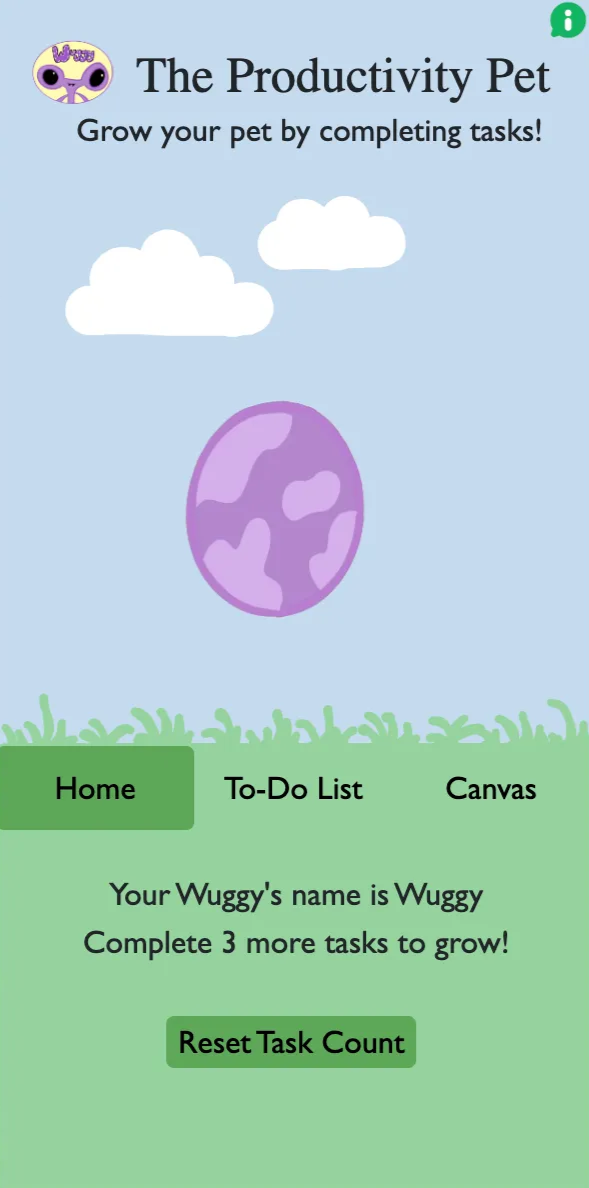 Wuggy
The Productivity Pet
Grow your pet by completing tasks!
Home
To-Do List
Canvas
Your Wuggy's name is Wuggy
Complete 3 more tasks to grow!
Reset Task Count